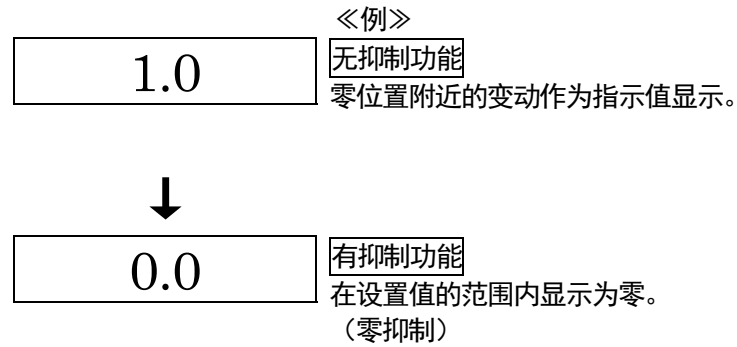 ≪例≫
1.0
无抑制功能
零位置附近的变动作为指示值显示。
↓
0.0
有抑制功能
在设置值的范围内显示为零。
（零抑制）